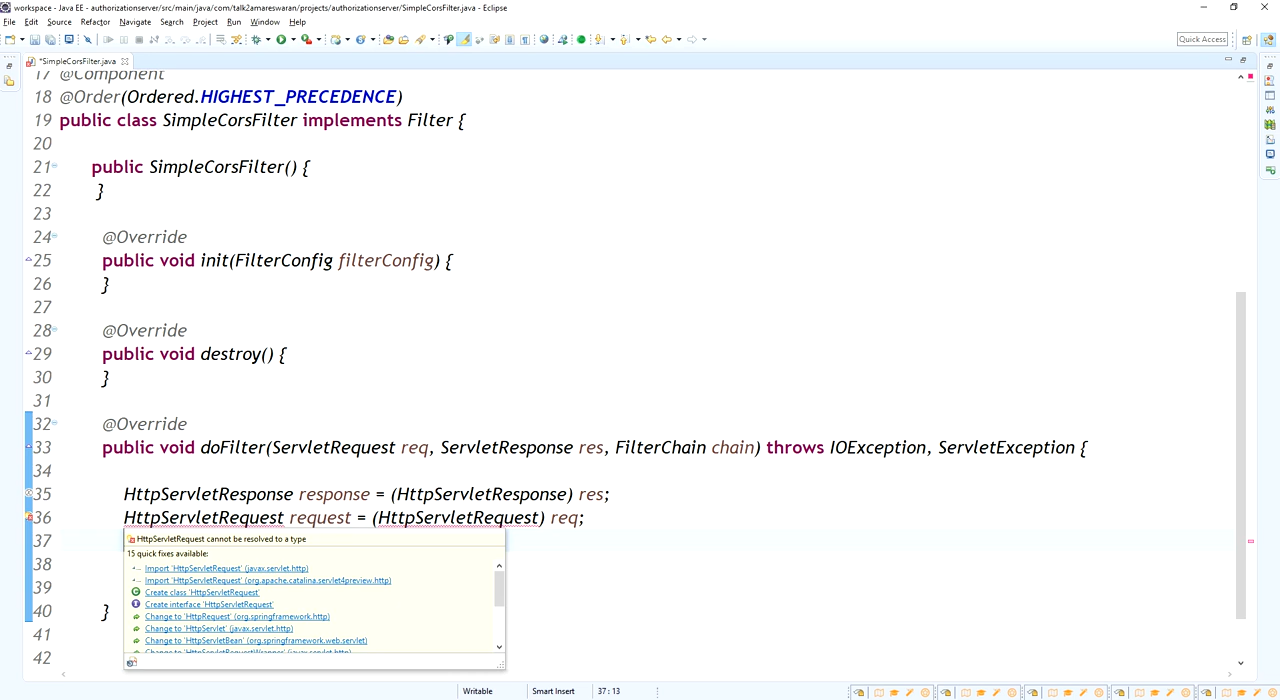 workspace - Java EE - authorizationserver/src/main/java/com/talk2amareswaran/projects/authorizationserver/SimpleCorsFilter.java - Eclipse
File Edit Source Refactor Navigate Search Project Run Window Help
Quick Access
*SimpleCorsFilter.java
17 @Component
18 @Order(Ordered.HIGHEST_PRECEDENCE)
19 public class SimpleCorsFilter implements Filter {
20
21 public SimpleCorsFilter() {
22 }
23
24 @Override
25 public void init(FilterConfig filterConfig) {
26 }
27
28 @Override
29 public void destroy() {
30 }
31
32 @Override
33 public void doFilter(ServletRequest req, ServletResponse res, FilterChain chain) throws IOException, ServletException {
34
35 HttpServletResponse response = (HttpServletResponse) res;
36 HttpServletRequest request = (HttpServletRequest) req;
37
HttpServletRequest cannot be resolved to a type
15 quick fixes available:
Import 'HttpServletRequest' (javax.servlet.http)
Import 'HttpServletRequest' (org.apache.catalina.servlet4preview.http)
Create class 'HttpServletRequest'
Create interface 'HttpServletRequest'
Change to 'HttpRequest' (org.springframework.http)
Change to 'HttpServlet' (javax.servlet.http)
Change to 'HttpServletBean' (org.springframework.web.servlet)
Change to 'HttpServletRequestWrapper' (javax.servlet.http)
38
39
40 }
41
42
Writable Smart Insert 37 : 13